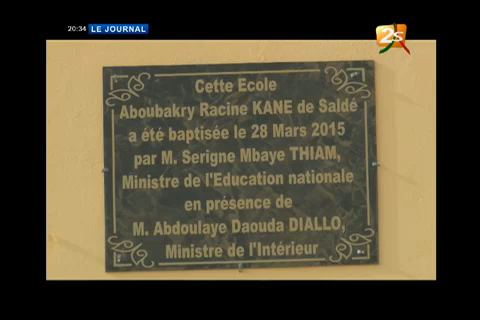 20:34 LE JOURNAL
2s
Cette Ecole
Aboubakry Racine KANE de Saldé
a été baptisée le 28 Mars 2015
par M. Serigne Mbaye THIAM,
Ministre de l'Education nationale
en présence de
M. Abdoulaye Daouda DIALLO,
Ministre de l'Intérieur